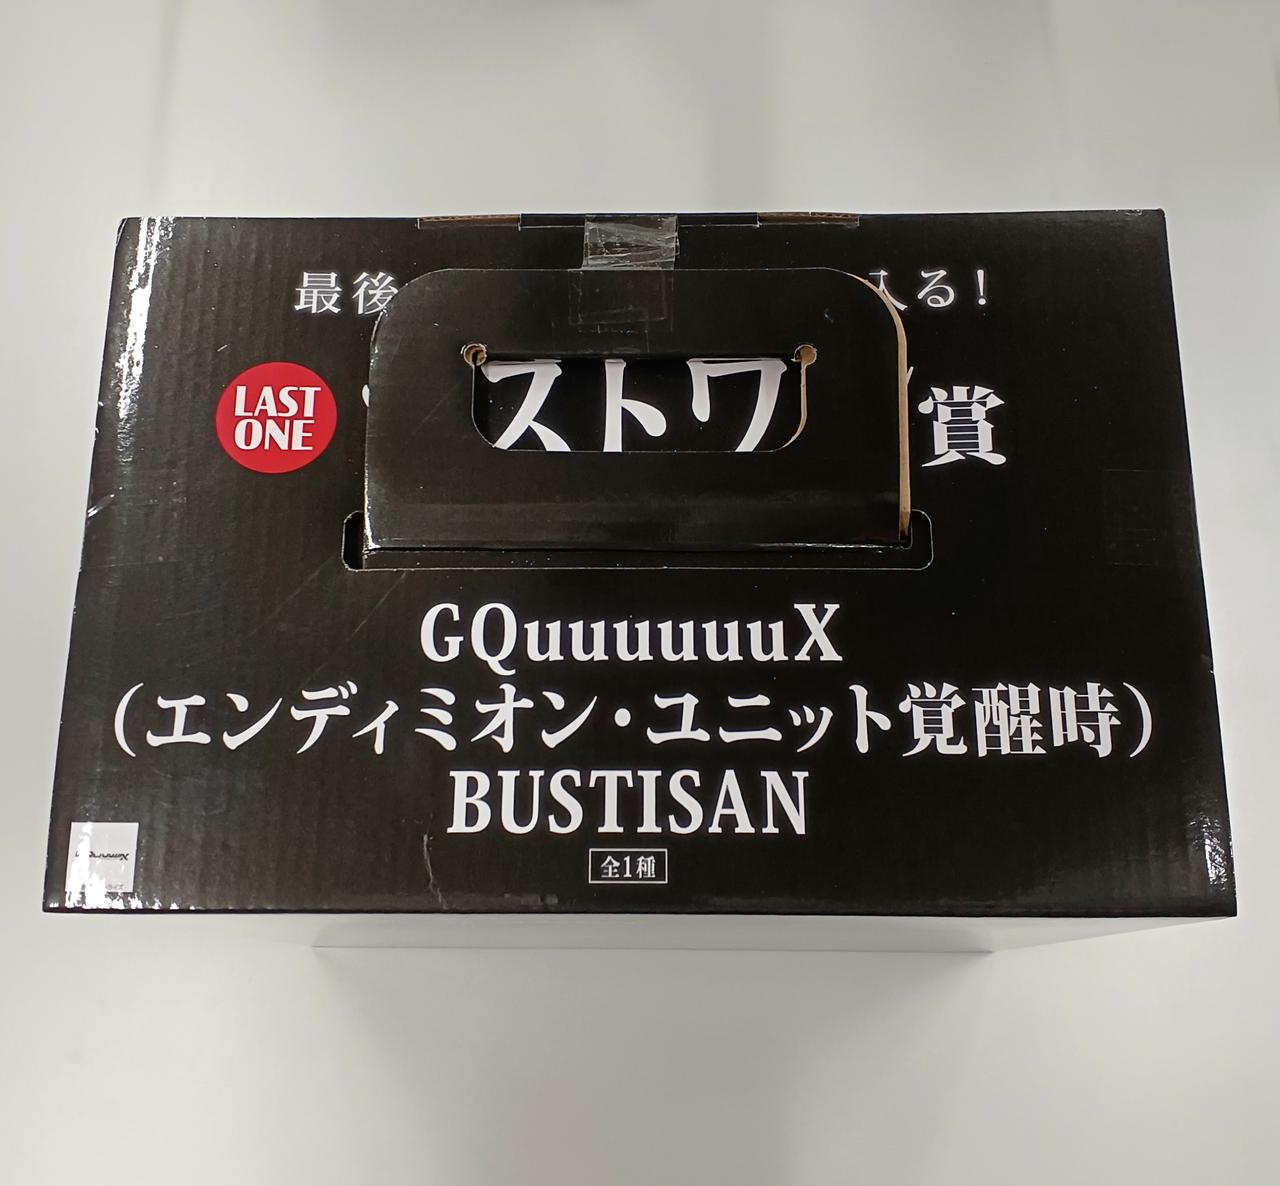 最後 入る!
LAST
ONE
ストワ 賞
GQuuuuuuX
(エンディミオン・ユニット覚醒時)
BUSTISAN
全1種